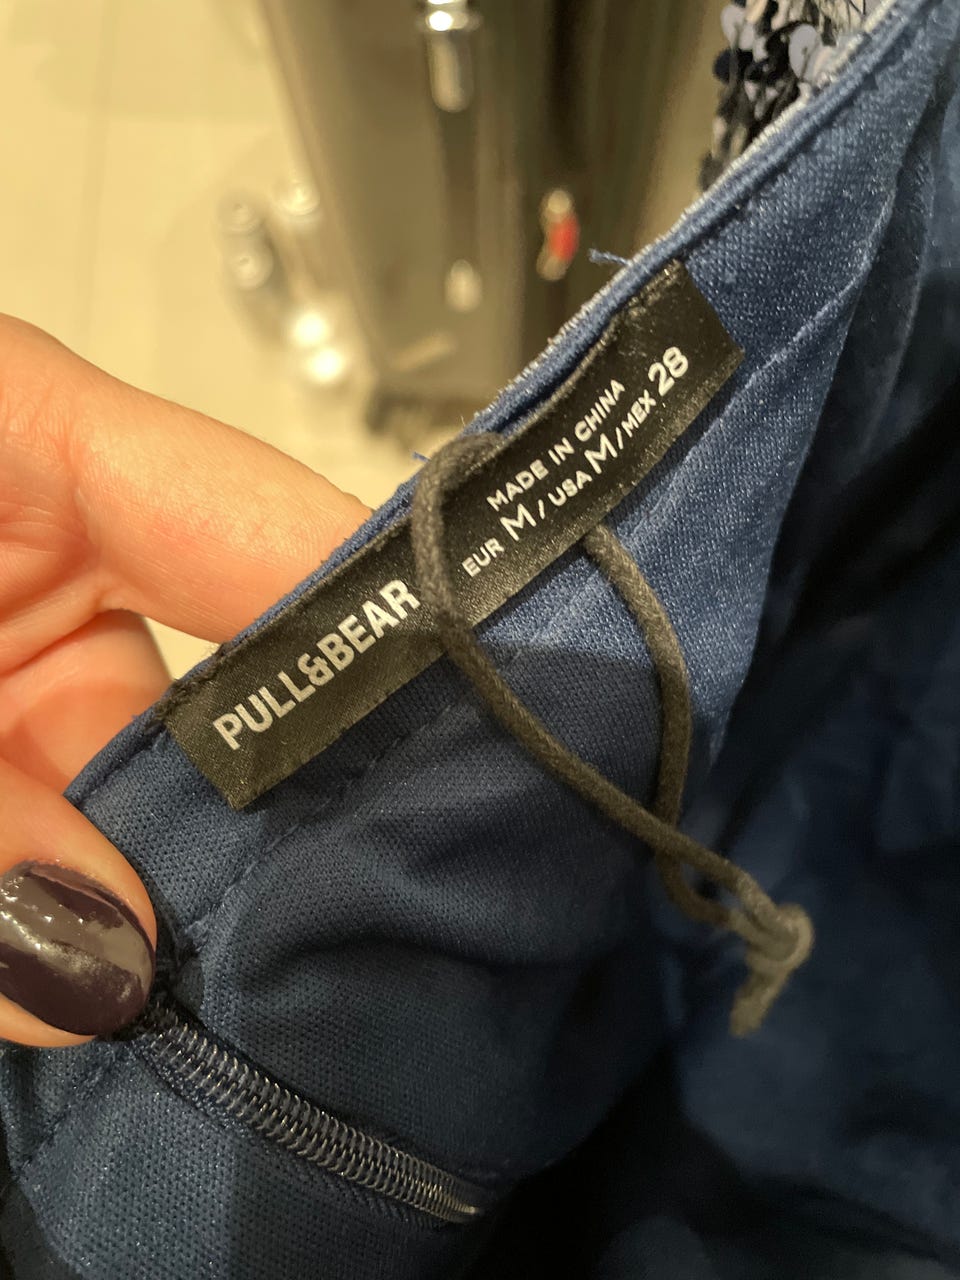 PULL&BEAR
MADE IN CHINA
EUR M / USA M / MEX 28